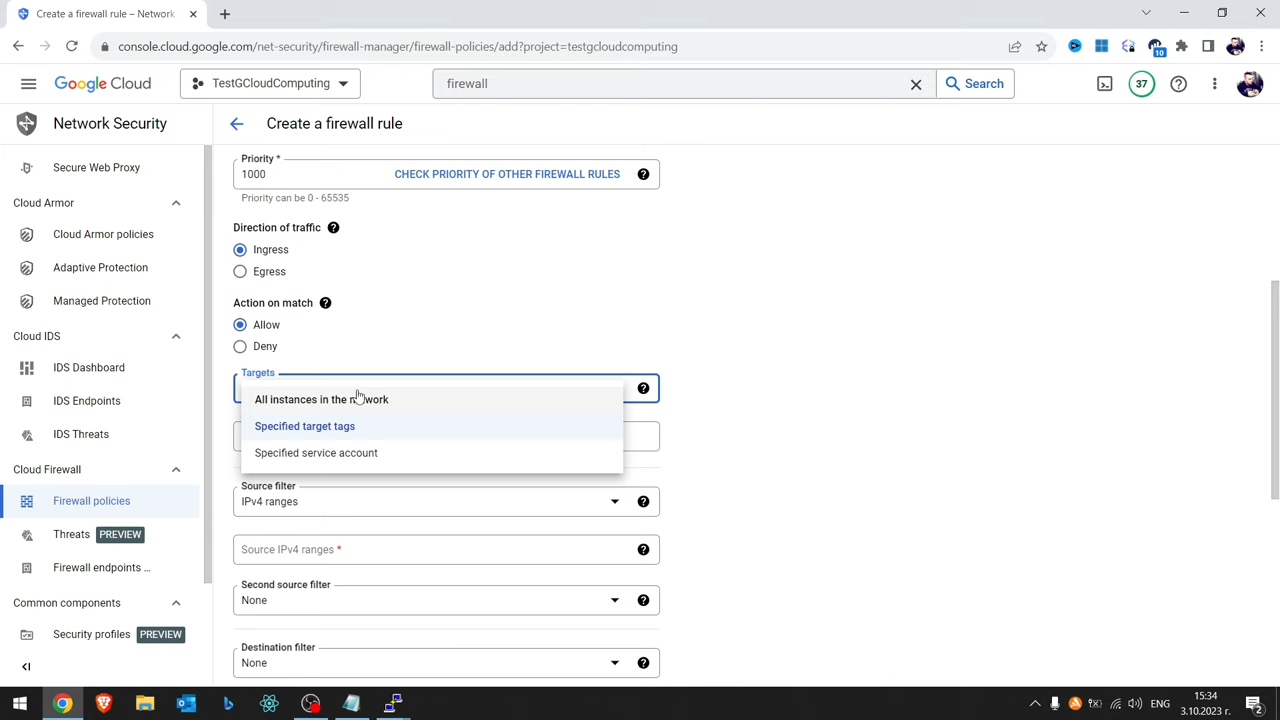 Create a firewall rule – Network
console.cloud.google.com/net-security/firewall-manager/firewall-policies/add?project=testgcloudcomputing
10
Google Cloud
TestGCloudComputing
firewall
Search
37
Network Security
Create a firewall rule
Secure Web Proxy
Cloud Armor
Cloud Armor policies
Adaptive Protection
Managed Protection
Cloud IDS
IDS Dashboard
IDS Endpoints
IDS Threats
Cloud Firewall
Firewall policies
Threats PREVIEW
Firewall endpoints ...
Common components
Security profiles PREVIEW
Priority *
1000 CHECK PRIORITY OF OTHER FIREWALL RULES
Priority can be 0 - 65535
Direction of traffic
Ingress
Egress
Action on match
Allow
Deny
Targets
All instances in the network
Specified target tags
Specified service account
Source filter
IPv4 ranges
Source IPv4 ranges *
Second source filter
None
Destination filter
None
ENG
15:34
3.10.2023 г.
2